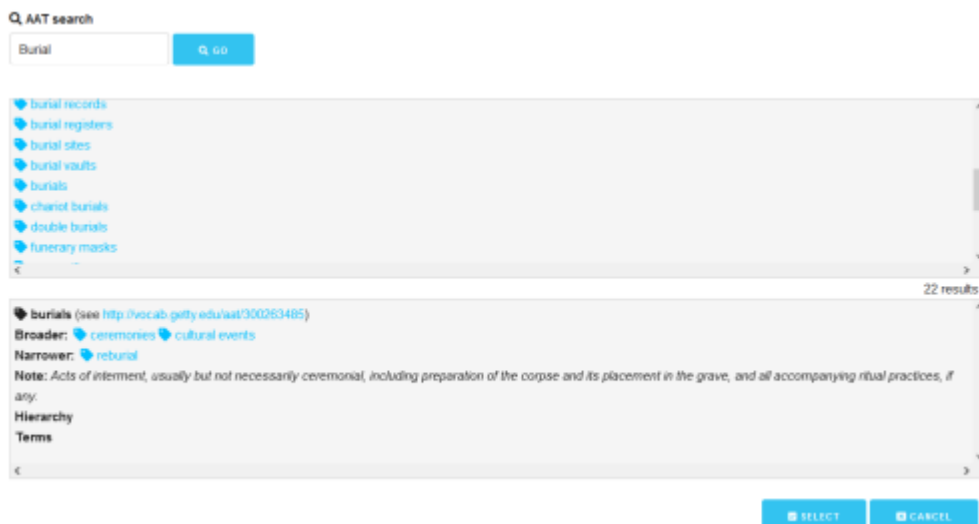 AAT search
Burial
GO
burial records
burial registers
burial sites
burial vaults
burials
chariot burials
double burials
funerary masks
22 results
burials (see http://vocab.getty.edu/aat/300263485)
Broader: ceremonies cultural events
Narrower: reburial
Note: Acts of interment, usually but not necessarily ceremonial, including preparation of the corpse and its placement in the grave, and all accompanying ritual practices, if
any.
Hierarchy
Terms
SELECT CANCEL